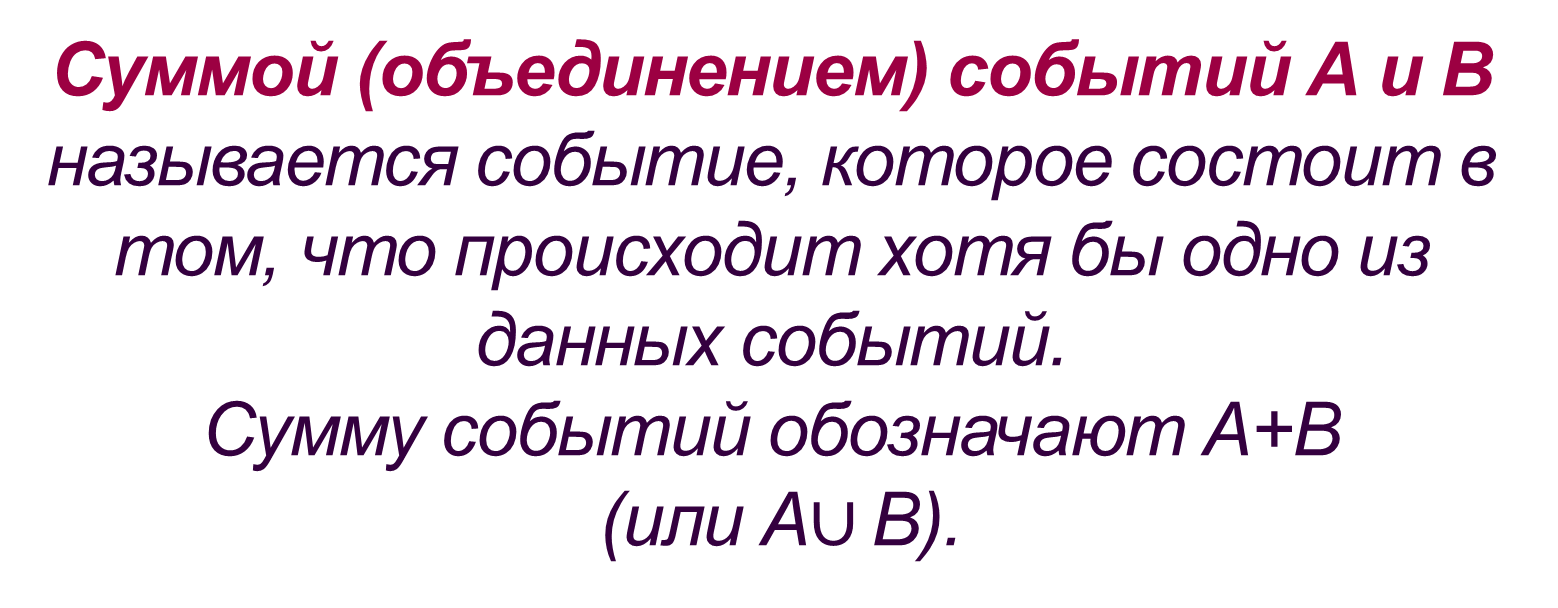 Суммой (объединением) событий А и В
называется событие, которое состоит в
том, что происходит хотя бы одно из
данных событий.
Сумму событий обозначают А+В
(или А∪ В).